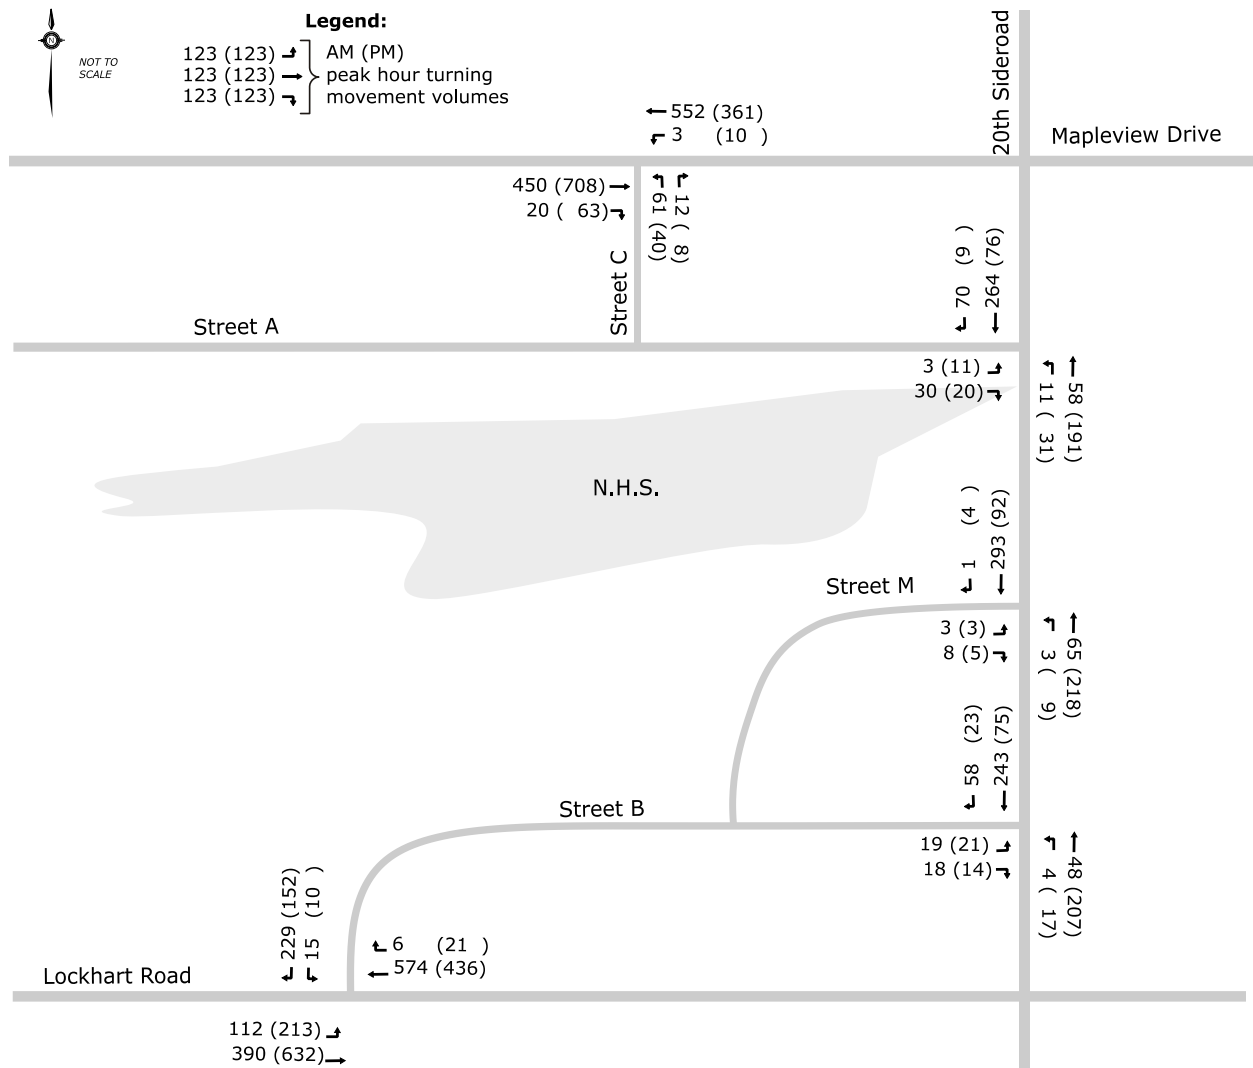 Legend:
N
NOT TO
SCALE
123 (123)
123 (123)
123 (123)
AM (PM)
peak hour turning
movement volumes
20th Sideroad
Mapleview Drive
552 (361)
3 (10 )
450 (708)
20 ( 63)
61 (40)
12 ( 8)
Street C
70 (9 )
264 (76)
Street A
3 (11)
30 (20)
11 ( 31)
58 (191)
N.H.S.
1 (4 )
293 (92)
Street M
3 (3)
8 (5)
3 ( 9)
65 (218)
58 (23)
243 (75)
Street B
19 (21)
18 (14)
4 ( 17)
48 (207)
229 (152)
15 (10 )
6 (21 )
574 (436)
Lockhart Road
112 (213)
390 (632)